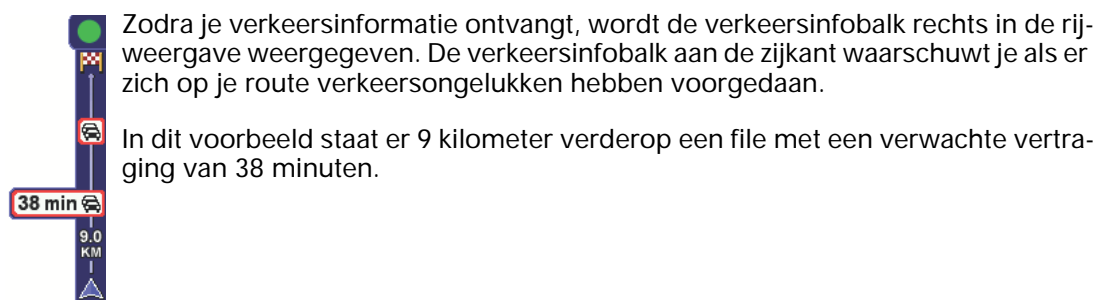 Zodra je verkeersinformatie ontvangt, wordt de verkeersinfobalk rechts in de rij-
weergave weergegeven. De verkeersinfobalk aan de zijkant waarschuwt je als er
zich op je route verkeersongelukken hebben voorgedaan.
In dit voorbeeld staat er 9 kilometer verderop een file met een verwachte vertra-
ging van 38 minuten.
38 min
9.0
KM